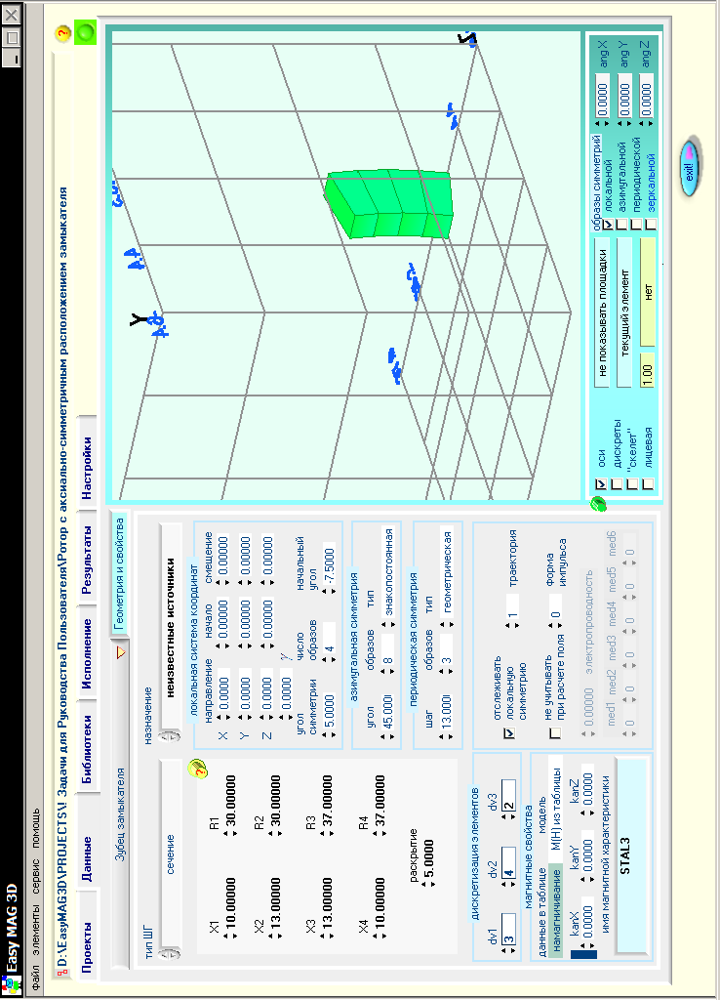 Easy MAG 3D
файл элементы сервис помощь
D:\EasyMAG3D\PROJECTS\! Задачи для Руководства Пользователя\Ротор с аксиально-симметричным расположением замыкателя
Проекты Данные Библиотеки Исполнение Результаты Настройки
Зубец замыкателя Геометрия и свойства
тип ШГ сечение назначение неизвестные источники
X1 10.00000 R1 30.00000
X2 13.00000 R2 30.00000
X3 13.00000 R3 37.00000
X4 10.00000 R4 37.00000
раскрытие
5.0000
локальная система координат
направление начало смещение
X 0.0000 0.00000 0.00000
Y 0.0000 0.00000 0.00000
Z 0.0000 0.00000 0.00000
0.0000 γ
угол симметрии число образов начальный угол
5.0000 4 -7.5000
азимутальная симметрия
угол образов тип
45.000 8 знакопостоянная
периодическая симметрия
шаг образов тип
13.000 3 геометрическая
дискретизация элементов
dv1 dv2 dv3
3 4 2
магнитные свойства
данные в таблице модель
намагничивание M(H) из таблицы
kanX kanY kanZ
0.0000 0.0000 0.0000
имя магнитной характеристики
STAL3
отслеживать локальную симметрию 1 траектория
не учитывать при расчете поля 0 форма импульса
0.00000 электропроводность
med1 med2 med3 med4 med5 med6
0 0 0 0 0 0
Y
Z
оси
дискреты
"скелет"
лицевая
1.00
не показывать площадки
текущий элемент
нет
образы симметрий
локальной
азимутальной
периодической
зеркальной
0.0000 ang X
0.0000 ang Y
0.0000 ang Z
exit!